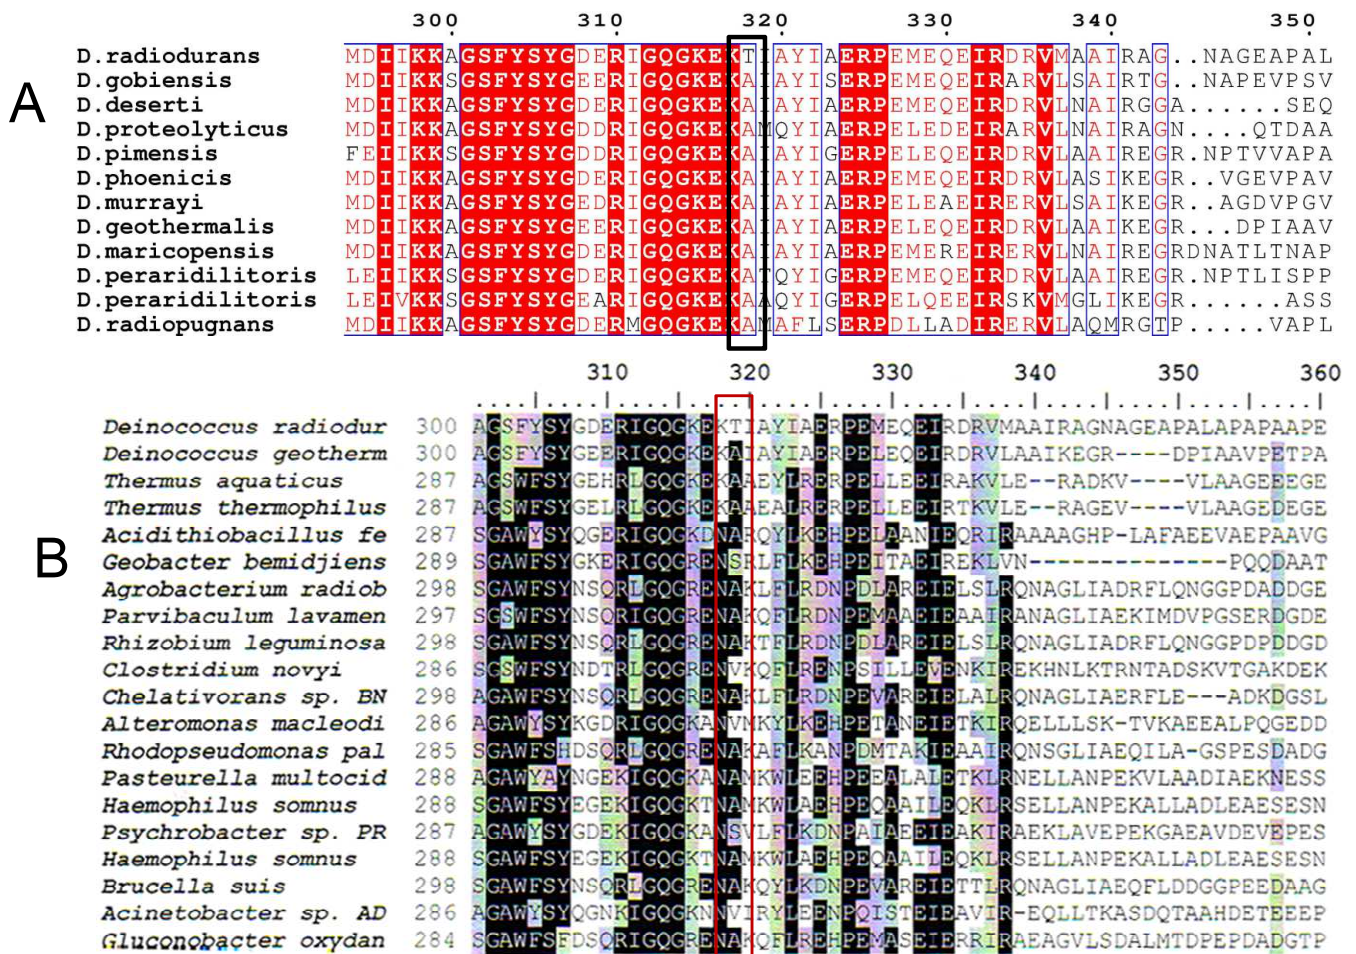 300 310 320 330 340 350
A
D.radiodurans MDIIKKAGSFYSYGDERIGQGKEKTIAYIAERPEMEQEIRDRVMAAIRAG..NAGEAPAL
D.gobiensis MDIIKKSGSFYSYGEERIGQGKEKAIAYISERPEMEQEIRARVLSAIRTG..NAPEVPSV
D.deserti MDIIKKAGSFYSYGDERIGQGKEKAIAYIAERPEMEQEIRDRVLNAIRGGA......SEQ
D.proteolyticus MDIIKKAGSFYSYGDDRIGQGKEKAMQYIAERPELEDEIRARVLNAIRAGN....QTDAA
D.pimensis FEIIKKSGSFYSYGDDRIGQGKEKAIAYIGERPELEQEIRDRVLAAIREGR.NPTVVAPA
D.phoenicis MDIIKKAGSFYSYGDERIGQGKEKAIAYIAERPEMEQEIRDRVLASIKEGR..VGEVPAV
D.murrayi MDIIKKAGSFYSYGDERIGQGKEKAIAYIAERPELEAEIRERVLSAIKEGR..AGDVPGV
D.geothermalis MDIIKKAGSFYSYGEERIGQGKEKAIAYIAERPELEQEIRDRVLAAIKEGR...DPIAAV
D.maricopensis MDIIKKAGSFYSYGDERIGQGKEKAIAYIAERPEMEREIRERVLNAIREGRDNATLTNAP
D.peraridilitoris LEIIKKSGSFYSYGDERIGQGKEKATQYIGERPEMEQEIRDRVLAAIREGR.NPTLISPP
D.peraridilitoris LEIVKKSGSFYSYGEARIGQGKEKAAQYIGERPELQEEIRSKVMGLIKEGR......ASS
D.radiopugnans MDIIKKAGSFYSYGDERMGQGKEKAMAFLSERPDLLADIRERVLAQMRGTP.....VAPL
310 320 330 340 350 360
B
Deinococcus radiodur 300 AGSFYSYGDERIGQGKEKTIAYIAERPEMEQEIRDRVMAAIRAGNAGEAPALAPAPAAPE
Deinococcus geotherm 300 AGSFYSYGEERIGQGKEKAIAYIAERPELEQEIRDRVLAAIKEGR----DPIAAVPETPA
Thermus aquaticus 287 AGSWFSYGEHRLGQGKEKAAEYLRERPELLEEIRAKVLE--RADKV----VLAAGEEEGE
Thermus thermophilus 287 AGSWFSYGELRLGQGKEKAAEALRERPELLEEIRTKVLE--RAGEV----VLAAGEDEGE
Acidithiobacillus fe 287 SGAWYSYQGERIGQGKDNARQYLKEHPELAANIEQRIRAAAAGHP-LAFAEEVAEPAAVG
Geobacter bemidjiens 289 SGAWFSYGKERIGQGRENSRLFLKEHPEITAEIREKLVN--------------PQQDAAT
Agrobacterium radiob 298 SGAWFSYNSQRLGQGRENAKLFLRDNPDLAREIELSLRQNAGLIADRFLQNGGPDADDGE
Parvibaculum lavamen 297 SGSWFSYNSQRIGQGRENAKQFLRDNPEMAAEIEAAIRANAGLIAEKIMDVPGSERDGDE
Rhizobium leguminosa 298 SGAWFSYNSQRLGQGRENAKTFLRDNPDLAREIELSLRQNAGLIADRFLQNGGPDPDDGD
Clostridium novyi 286 SGSWFSYNDTRLGQGRENVKQFLRENPSILLEVENKIREKHNLKTRNTADSKVTGAKDEK
Chelativorans sp. BN 298 AGAWFSYNSQRLGQGRENAKLFLRDNPEVAREIELALRQNAGLIAERFLE---ADKDGSL
Alteromonas macleodi 286 AGAWYSYKGDRIGQGKANVMKYLKEHPETANEIETKIRQELLLSK-TVKAEEALPQGEDD
Rhodopseudomonas pal 285 SGAWFSHDSQRLGQGRENAKAFLKANPDMTAKIEAAIRQNSGLIAEQILA-GSPESDADG
Pasteurella multocid 288 AGAWYAYNGEKIGQGKANAMKWLEEHPEEALALETKLRNELLANPEKVLAADIAEKNESS
Haemophilus somnus 288 SGAWFSYEGEKIGQGKTNAMKWLAEHPEQAAILEQKLRSELLANPEKALLADLEAESESN
Psychrobacter sp. PR 287 AGAWYSYGDEKIGQGKANSVLFLKDNPAIAEEIEAKIRAEKLAVEPEKGAEAVDEVEPES
Haemophilus somnus 288 SGAWFSYEGEKIGQGKTNAMKWLAEHPEQAAILEQKLRSELLANPEKALLADLEAESESN
Brucella suis 298 SGAWFSYNSQRLGQGRENAKQYLKDNPEVAREIETTLRQNAGLIAEQFLDDGGPEEDAAG
Acinetobacter sp. AD 286 AGAWYSYQGNKIGQGKNNVIRYLEENPQISTEIEAVIR-EQLLTKASDQTAAHDETEEEP
Gluconobacter oxydan 284 SGAWFSFDSQRIGQGRENAKQFLREHPEMASEIERRIRAEAGVLSDALMTDPEPDADGTP